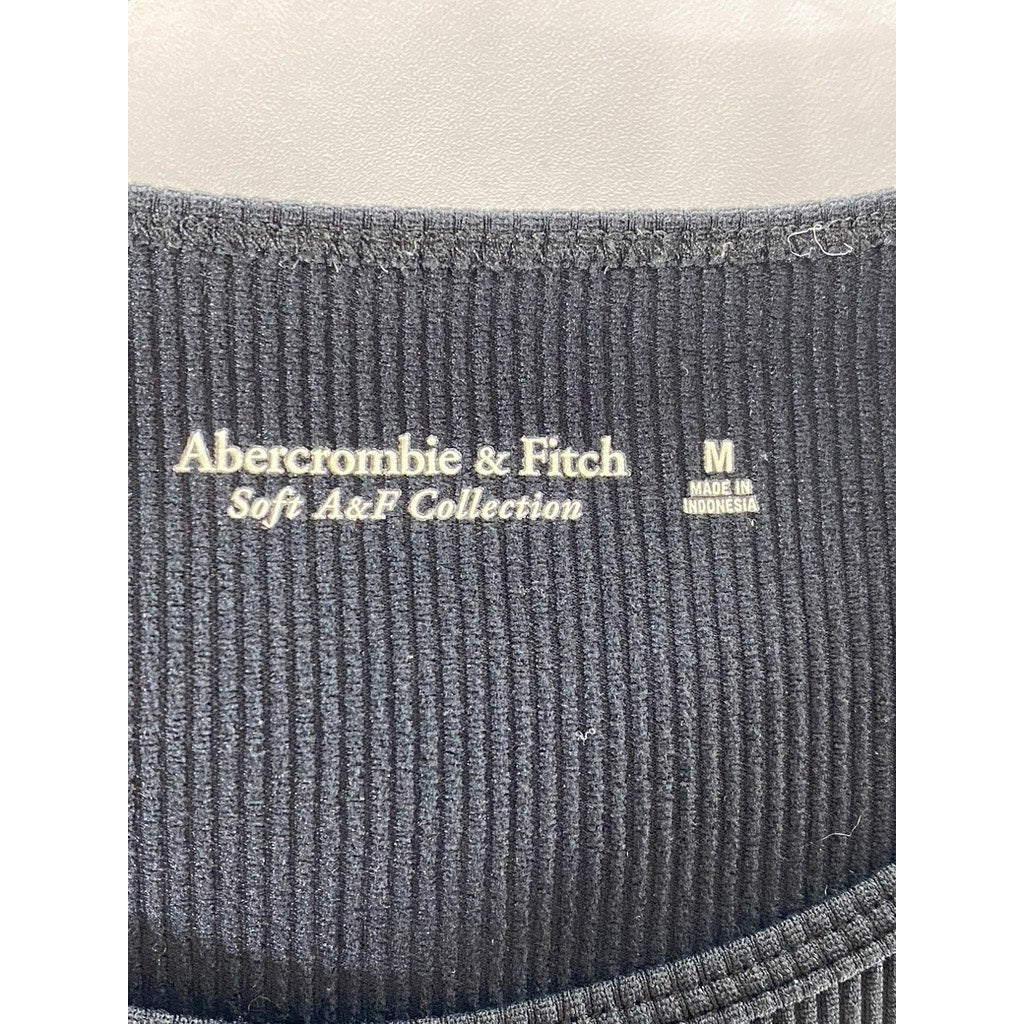 Abercrombie & Fitch
Soft A&F Collection
M
MADE IN
INDONESIA